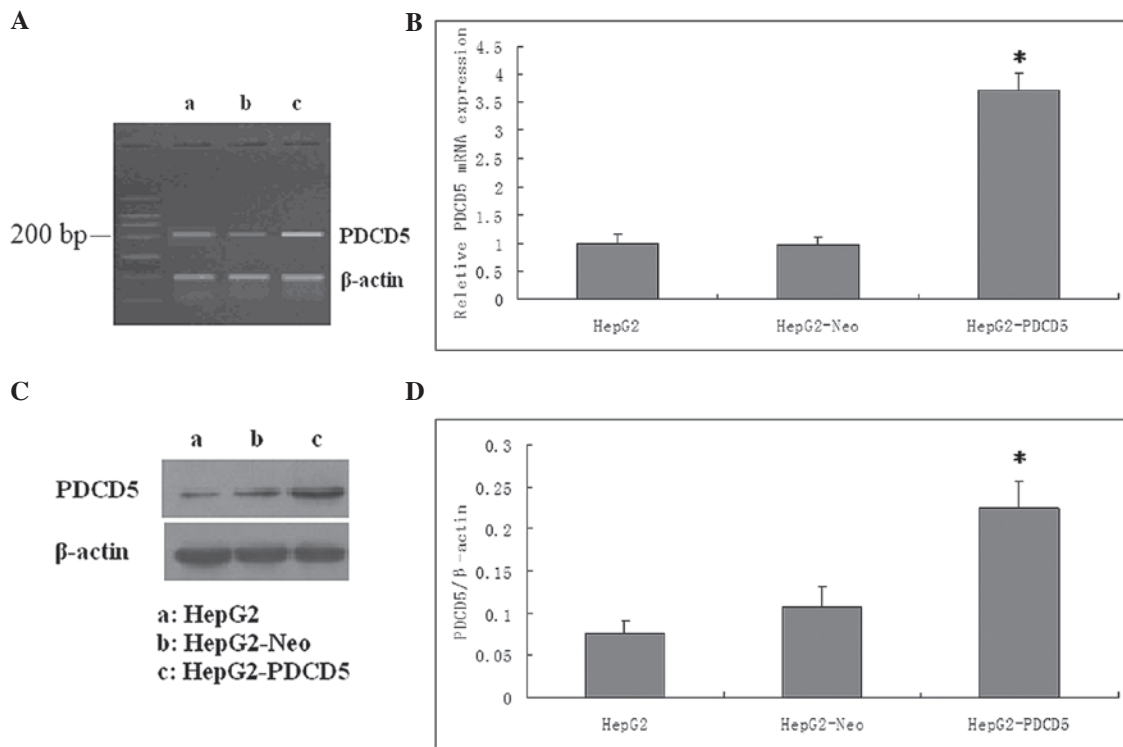 A
a b c
200 bp
PDCD5
β-actin
B
Reletive PDCD5 mRNA expression
4.5
4
3.5
3
2.5
2
1.5
1
0.5
0
*
HepG2
HepG2-Neo
HepG2-PDCD5
C
a b c
PDCD5
β-actin
a: HepG2
b: HepG2-Neo
c: HepG2-PDCD5
D
PDCD5/β-actin
0.3
0.25
0.2
0.15
0.1
0.05
0
*
HepG2
HepG2-Neo
HepG2-PDCD5